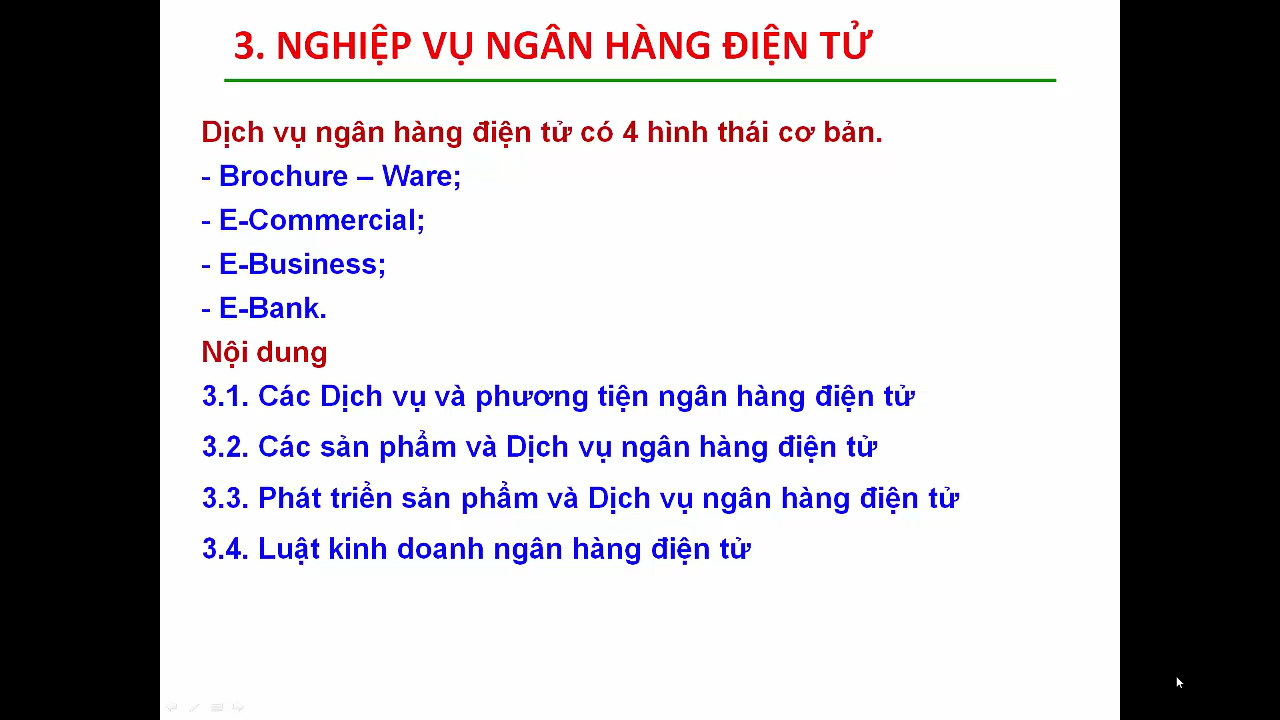 3. NGHIỆP VỤ NGÂN HÀNG ĐIỆN TỬ
Dịch vụ ngân hàng điện tử có 4 hình thái cơ bản.
- Brochure – Ware;
- E-Commercial;
- E-Business;
- E-Bank.
Nội dung
3.1. Các Dịch vụ và phương tiện ngân hàng điện tử
3.2. Các sản phẩm và Dịch vụ ngân hàng điện tử
3.3. Phát triển sản phẩm và Dịch vụ ngân hàng điện tử
3.4. Luật kinh doanh ngân hàng điện tử